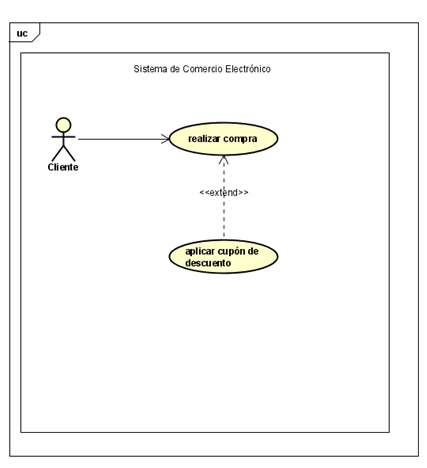 uc
Sistema de Comercio Electrónico
realizar compra
Cliente
<<extend>>
aplicar cupón de
descuento